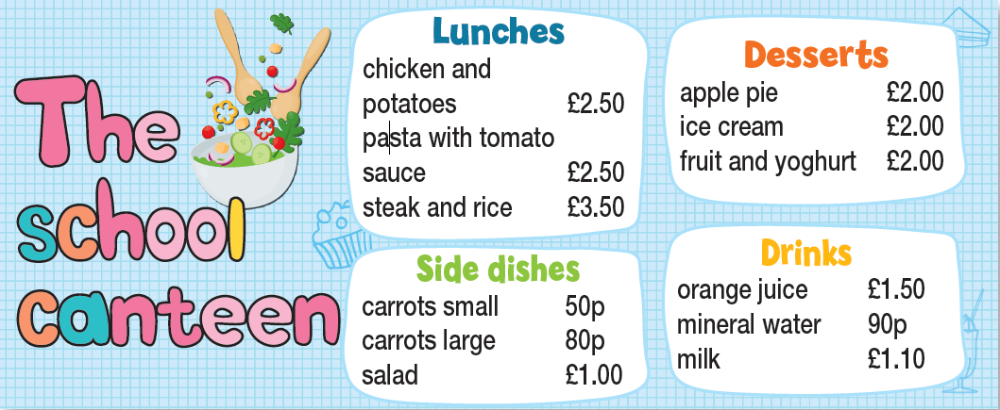 The
school
canteen
Lunches
chicken and
potatoes £2.50
pasta with tomato
sauce £2.50
steak and rice £3.50
Side dishes
carrots small 50p
carrots large 80p
salad £1.00
Desserts
apple pie £2.00
ice cream £2.00
fruit and yoghurt £2.00
Drinks
orange juice £1.50
mineral water 90p
milk £1.10